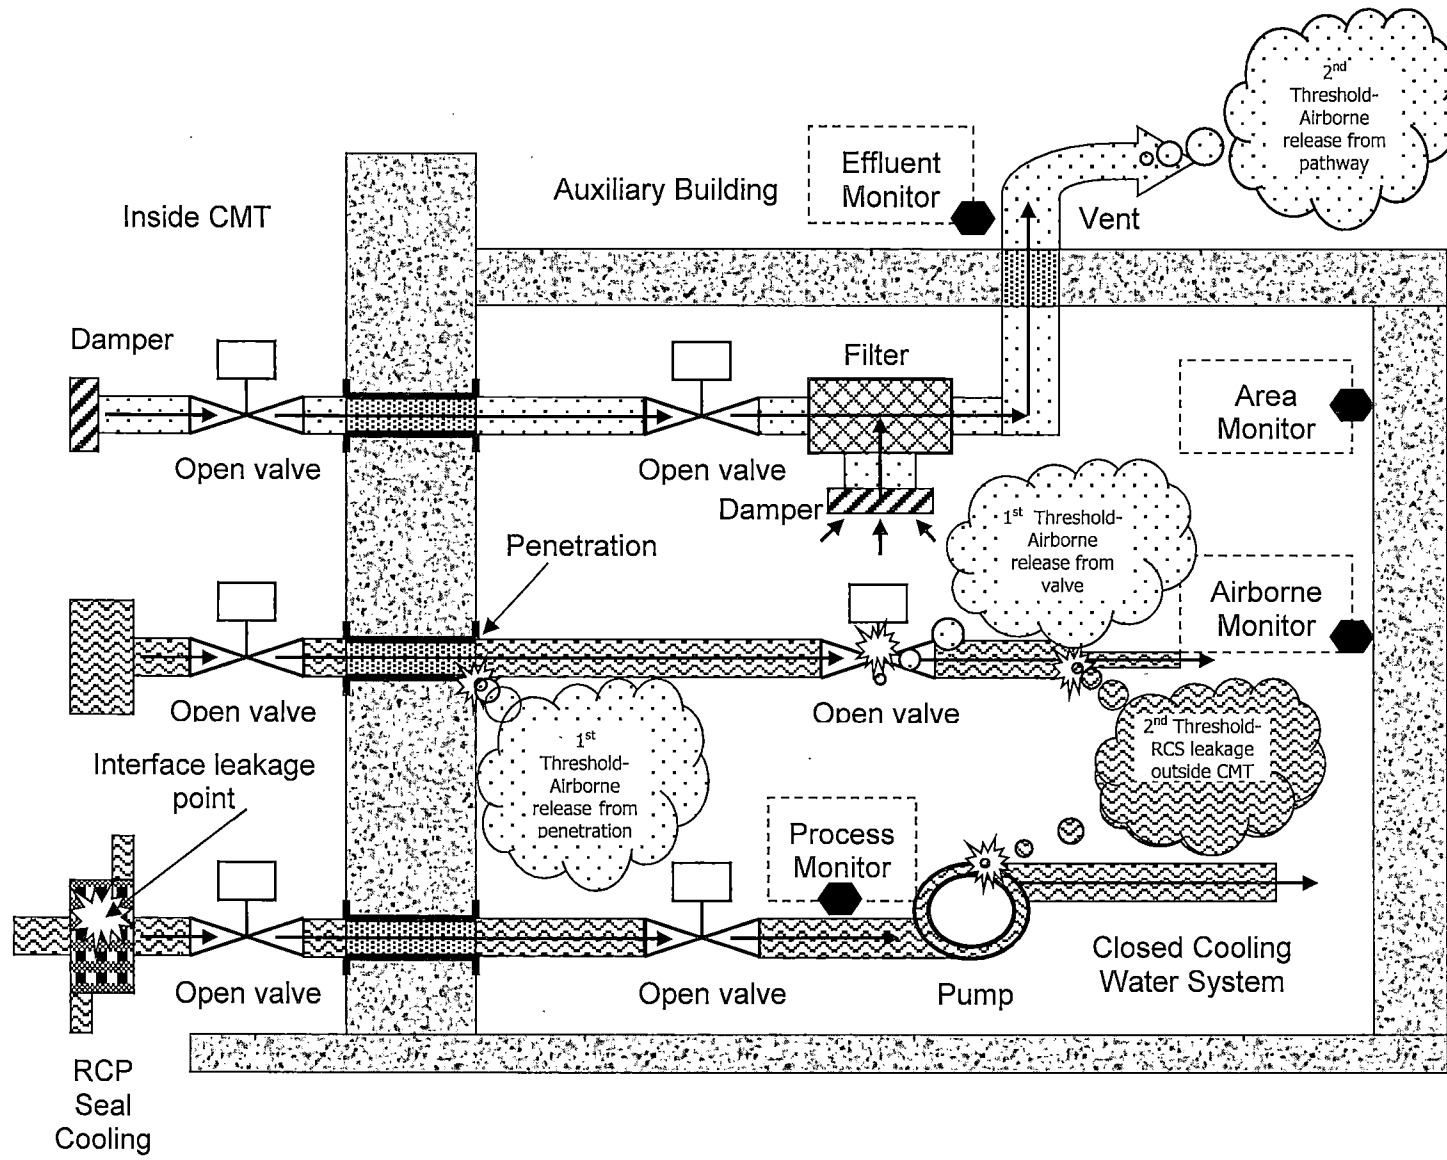 2nd
Threshold-
Airborne
release from
pathway
Effluent
Monitor
Auxiliary Building
Inside CMT
Vent
Damper
Filter
Area
Monitor
Open valve
Open valve
Damper
1st Threshold-
Airborne
release from
valve
Penetration
Airborne
Monitor
Open valve
Open valve
2nd Threshold-
RCS leakage
outside CMT
1st
Threshold-
Airborne
release from
penetration
Interface leakage
point
Process
Monitor
Closed Cooling
Water System
Open valve
Open valve
Pump
RCP
Seal
Cooling